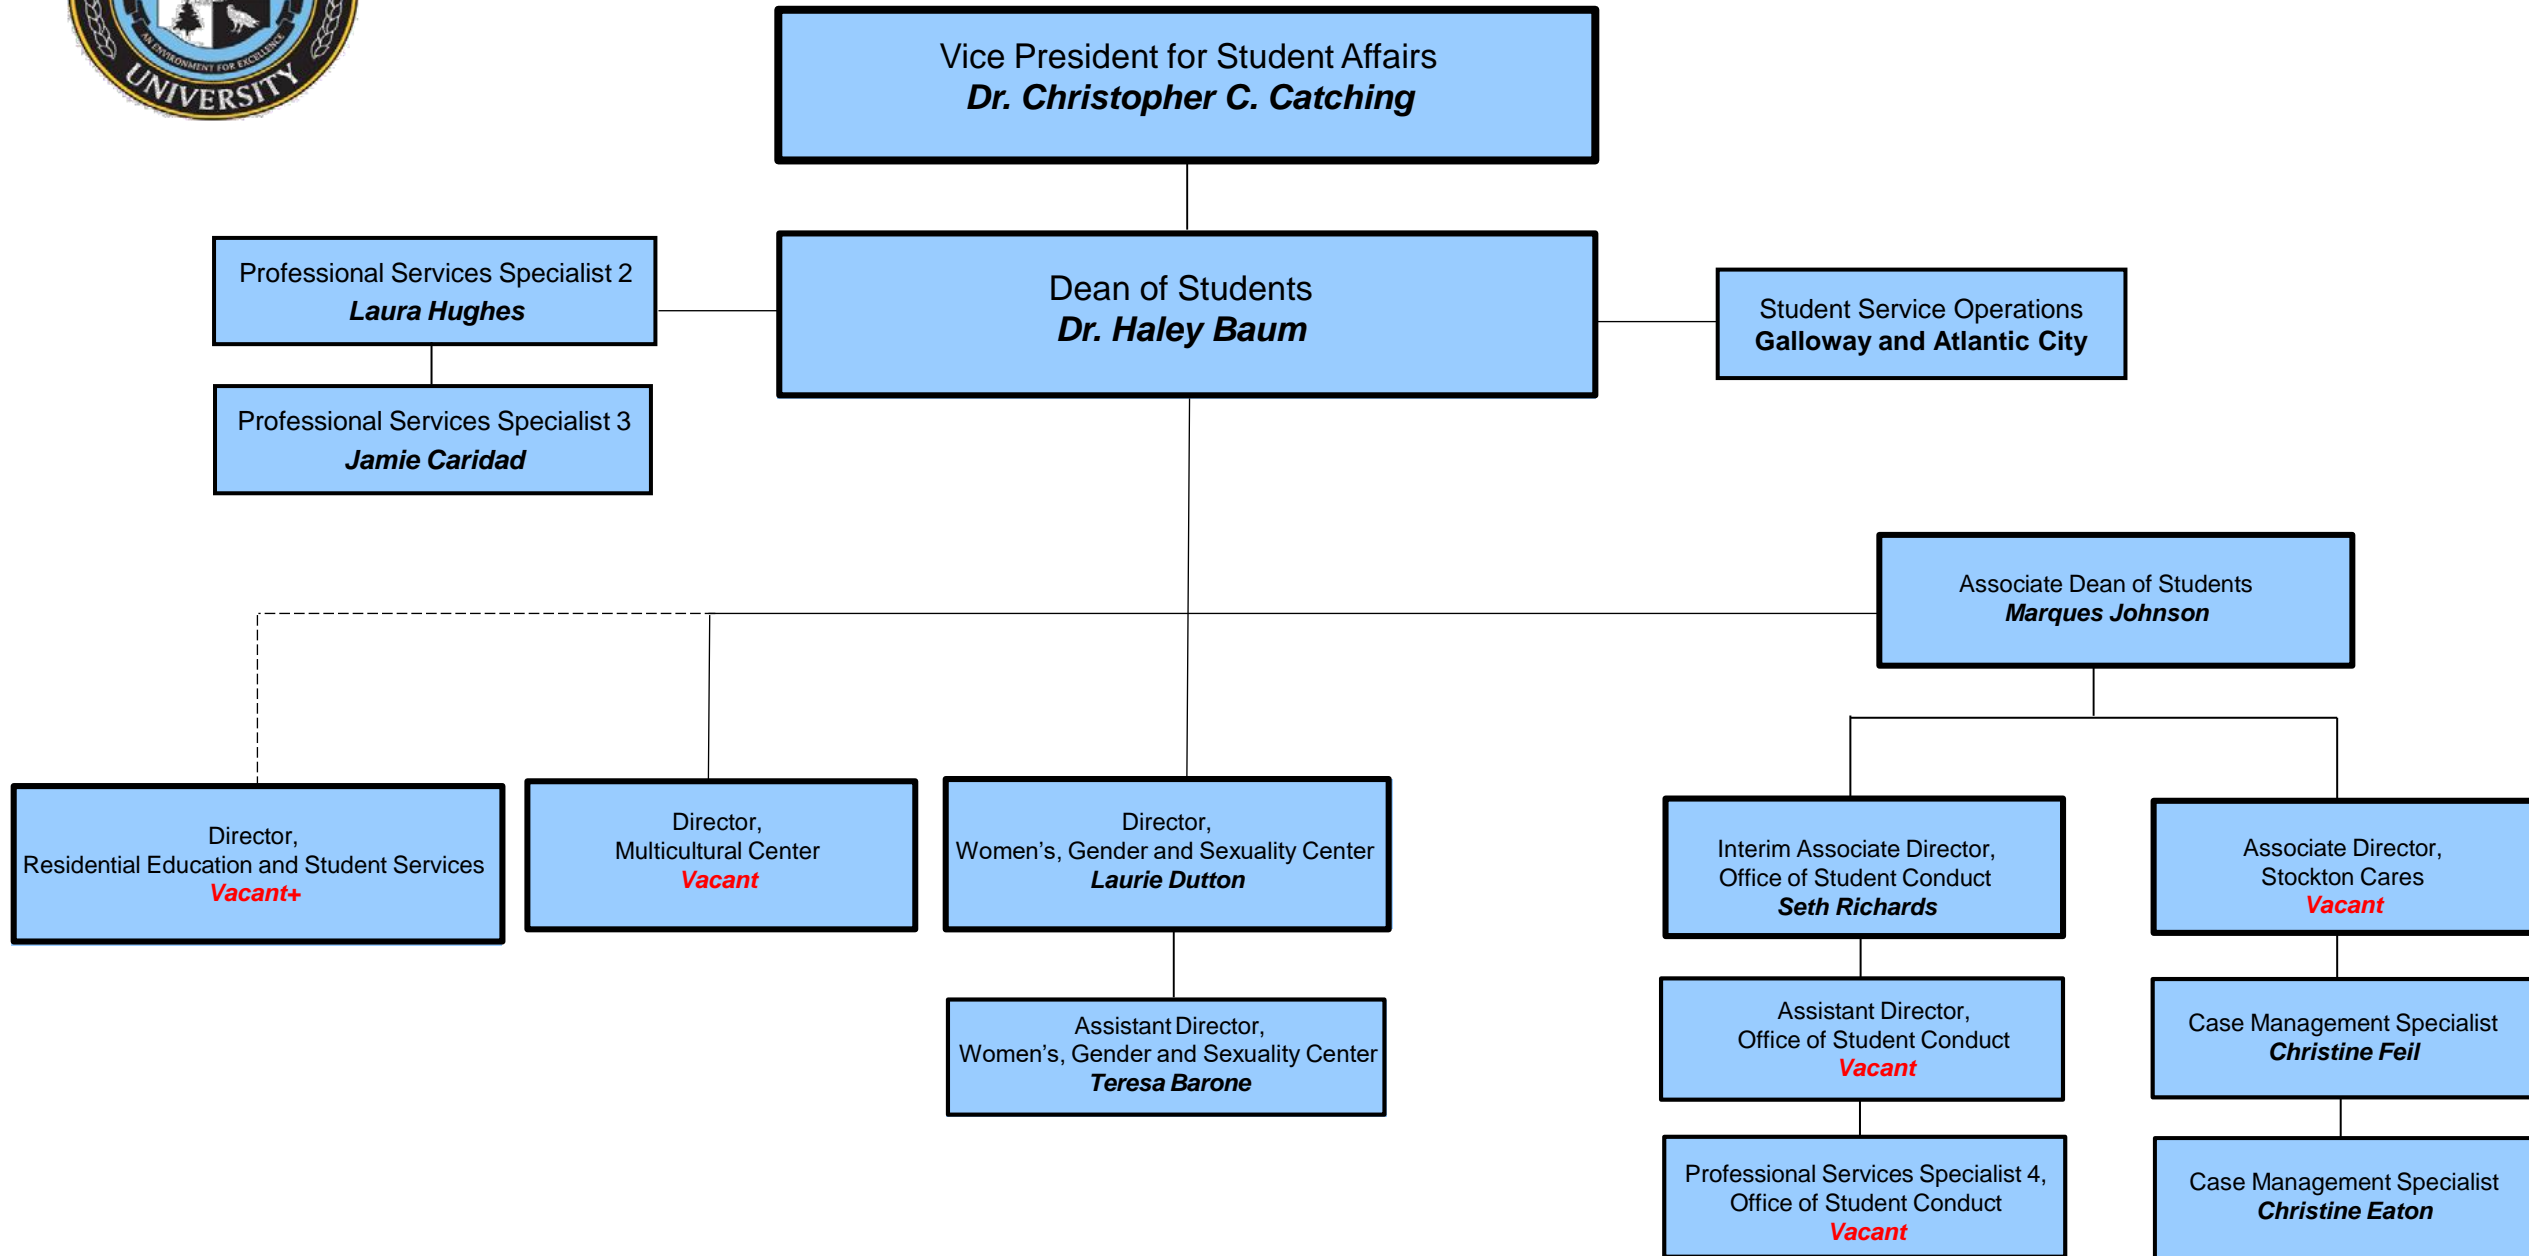 AN ENVIRONMENT FOR EXCELLENCE
UNIVERSITY
Vice President for Student Affairs
Dr. Christopher C. Catching
Professional Services Specialist 2
Laura Hughes
Dean of Students
Dr. Haley Baum
Student Service Operations
Galloway and Atlantic City
Professional Services Specialist 3
Jamie Caridad
Associate Dean of Students
Marques Johnson
Director,
Residential Education and Student Services
Vacant+
Director,
Multicultural Center
Vacant
Director,
Women’s, Gender and Sexuality Center
Laurie Dutton
Interim Associate Director,
Office of Student Conduct
Seth Richards
Associate Director,
Stockton Cares
Vacant
Assistant Director,
Women’s, Gender and Sexuality Center
Teresa Barone
Assistant Director,
Office of Student Conduct
Vacant
Case Management Specialist
Christine Feil
Professional Services Specialist 4,
Office of Student Conduct
Vacant
Case Management Specialist
Christine Eaton